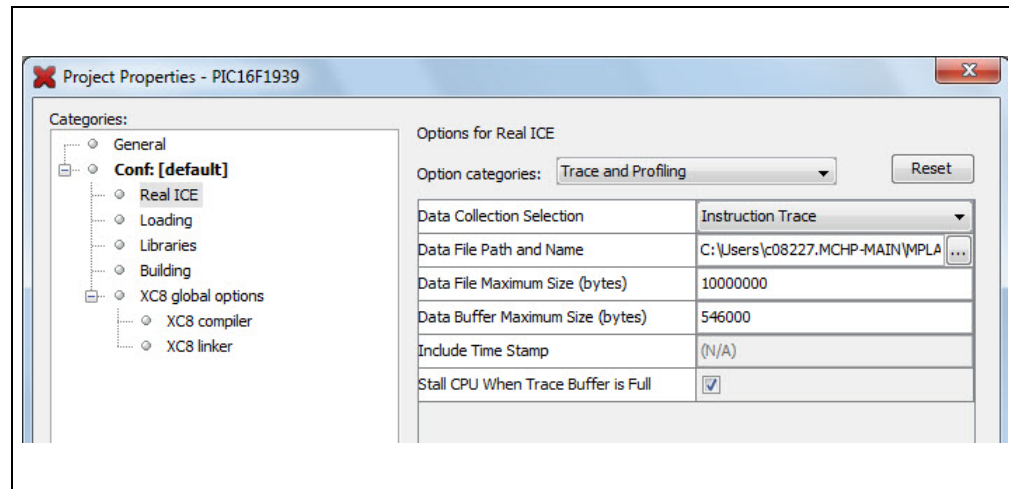 Project Properties - PIC16F1939
Categories:
General
Conf: [default]
Real ICE
Loading
Libraries
Building
XC8 global options
XC8 compiler
XC8 linker
Options for Real ICE
Option categories: Trace and Profiling Reset
Data Collection Selection Instruction Trace
Data File Path and Name C:\Users\c08227.MCHP-MAIN\MPLA ...
Data File Maximum Size (bytes) 10000000
Data Buffer Maximum Size (bytes) 546000
Include Time Stamp (N/A)
Stall CPU When Trace Buffer is Full